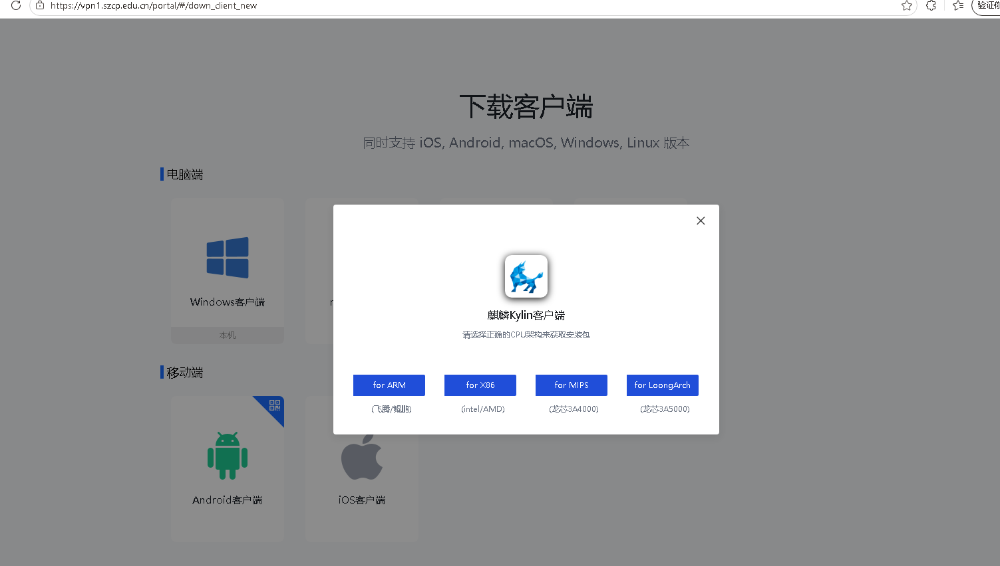 https://vpn1.szcp.edu.cn/portal/#/down_client_new
下载客户端
同时支持 iOS, Android, macOS, Windows, Linux 版本
电脑端
Windows客户端
本机
麒麟Kylin客户端
请选择正确的CPU架构来获取安装包
for ARM
(飞腾/鲲鹏)
for X86
(intel/AMD)
for MIPS
(龙芯3A4000)
for LoongArch
(龙芯3A5000)
移动端
Android客户端
iOS客户端